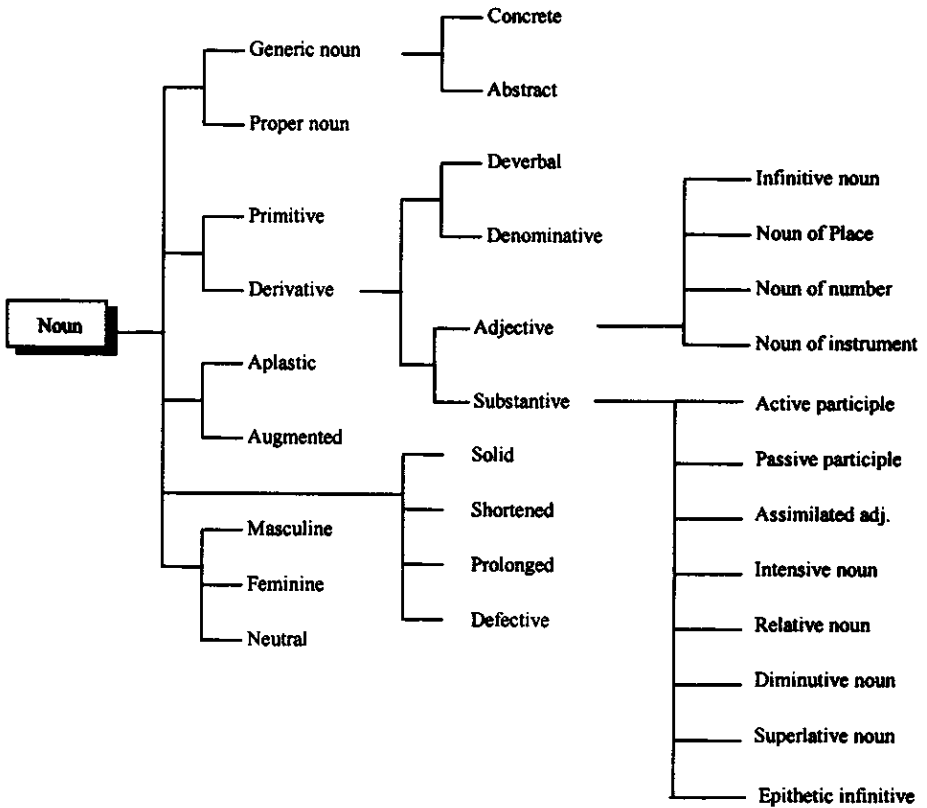 Concrete
Generic noun
Abstract
Proper noun
Deverbal
Infinitive noun
Primitive
Denominative
Noun of Place
Derivative
Noun of number
Noun
Adjective
Noun of instrument
Aplastic
Substantive
Active participle
Augmented
Solid
Passive participle
Shortened
Assimilated adj.
Masculine
Prolonged
Intensive noun
Feminine
Defective
Relative noun
Neutral
Diminutive noun
Superlative noun
Epithetic infinitive